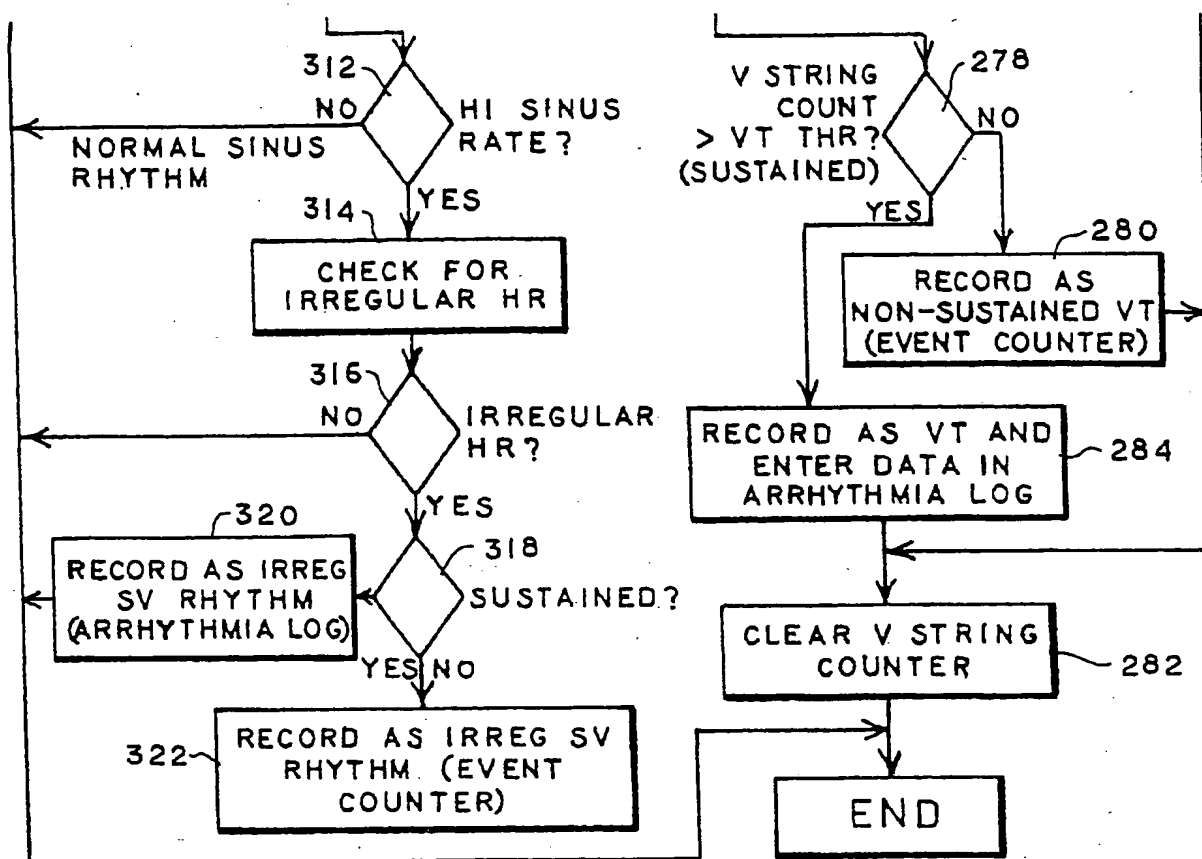 312
NO
HI SINUS
RATE?
NORMAL SINUS
RHYTHM
YES
314
CHECK FOR
IRREGULAR HR
316
NO
IRREGULAR
HR?
YES
320
318
RECORD AS IRREG
SV RHYTHM
(ARRHYTHMIA LOG)
SUSTAINED?
YES NO
322
RECORD AS IRREG SV
RHYTHM (EVENT
COUNTER)
V STRING
COUNT
> VT THR?
(SUSTAINED)
278
NO
YES
280
RECORD AS
NON-SUSTAINED VT
(EVENT COUNTER)
RECORD AS VT AND
ENTER DATA IN
ARRHYTHMIA LOG
284
CLEAR V STRING
COUNTER
282
END